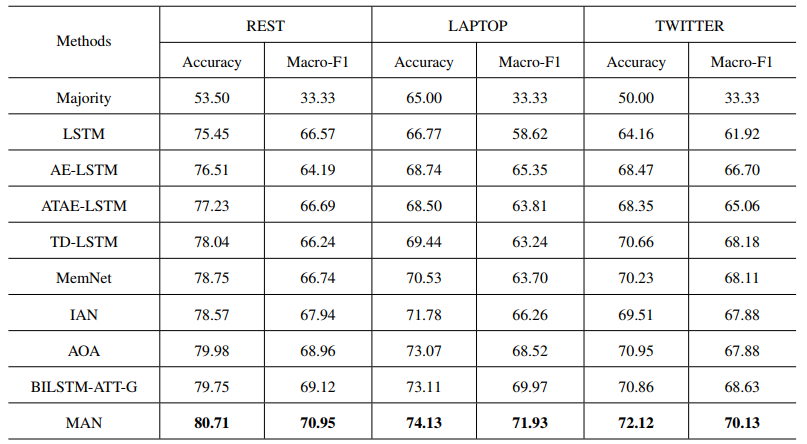 Methods REST LAPTOP TWITTER
Accuracy Macro-F1 Accuracy Macro-F1 Accuracy Macro-F1
Majority 53.50 33.33 65.00 33.33 50.00 33.33
LSTM 75.45 66.57 66.77 58.62 64.16 61.92
AE-LSTM 76.51 64.19 68.74 65.35 68.47 66.70
ATAE-LSTM 77.23 66.69 68.50 63.81 68.35 65.06
TD-LSTM 78.04 66.24 69.44 63.24 70.66 68.18
MemNet 78.75 66.74 70.53 63.70 70.23 68.11
IAN 78.57 67.94 71.78 66.26 69.51 67.88
AOA 79.98 68.96 73.07 68.52 70.95 67.88
BILSTM-ATT-G 79.75 69.12 73.11 69.97 70.86 68.63
MAN 80.71 70.95 74.13 71.93 72.12 70.13